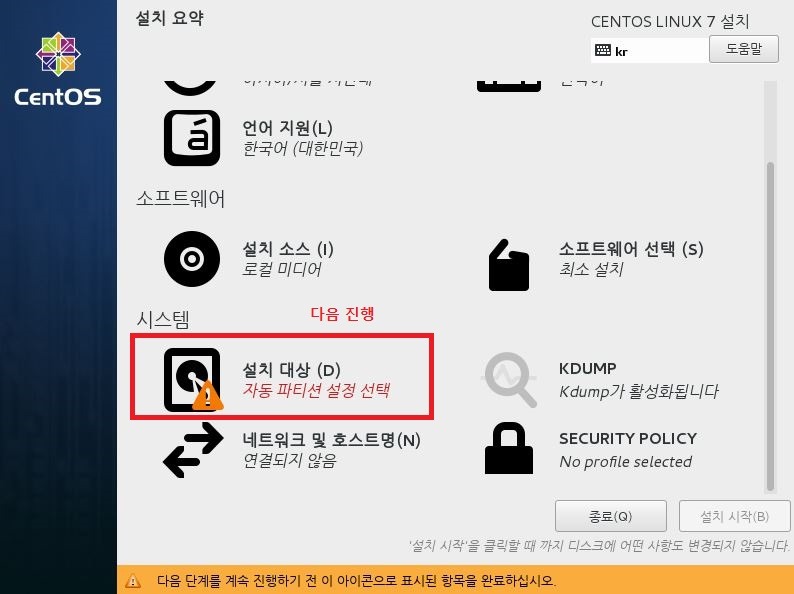 설치 요약
CENTOS LINUX 7 설치
kr
도움말
CentOS
한국어
언어 지원(L)
한국어 (대한민국)
소프트웨어
설치 소스 (I)
로컬 미디어
소프트웨어 선택 (S)
최소 설치
시스템
다음 진행
설치 대상 (D)
자동 파티션 설정 선택
KDUMP
Kdump가 활성화됩니다
네트워크 및 호스트명(N)
연결되지 않음
SECURITY POLICY
No profile selected
종료(Q)
설치 시작(B)
'설치 시작'을 클릭할 때 까지 디스크에 어떤 사항도 변경되지 않습니다.
다음 단계를 계속 진행하기 전 이 아이콘으로 표시된 항목을 완료하십시오.